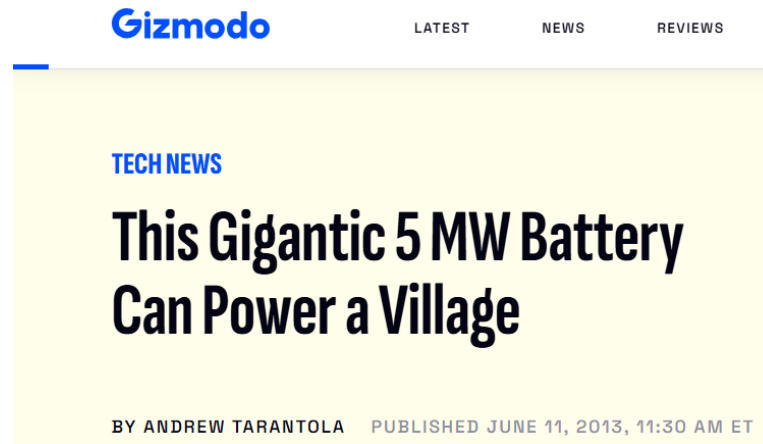 Gizmodo LATEST NEWS REVIEWS
TECH NEWS
This Gigantic 5 MW Battery
Can Power a Village
BY ANDREW TARANTOLA PUBLISHED JUNE 11, 2013, 11:30 AM ET